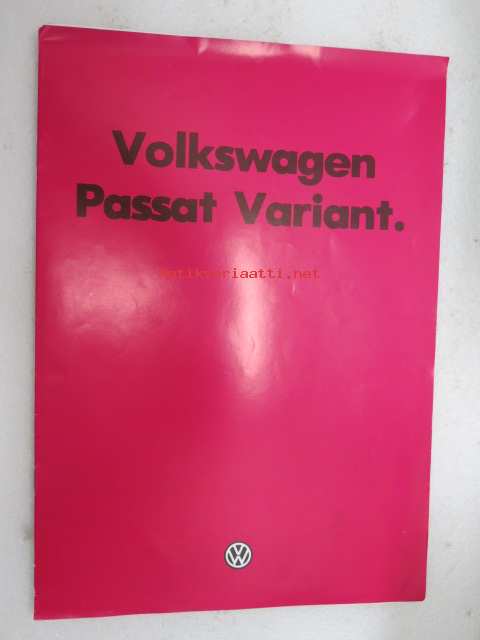 Volkswagen
Passat Variant.
antikvariaatti.net